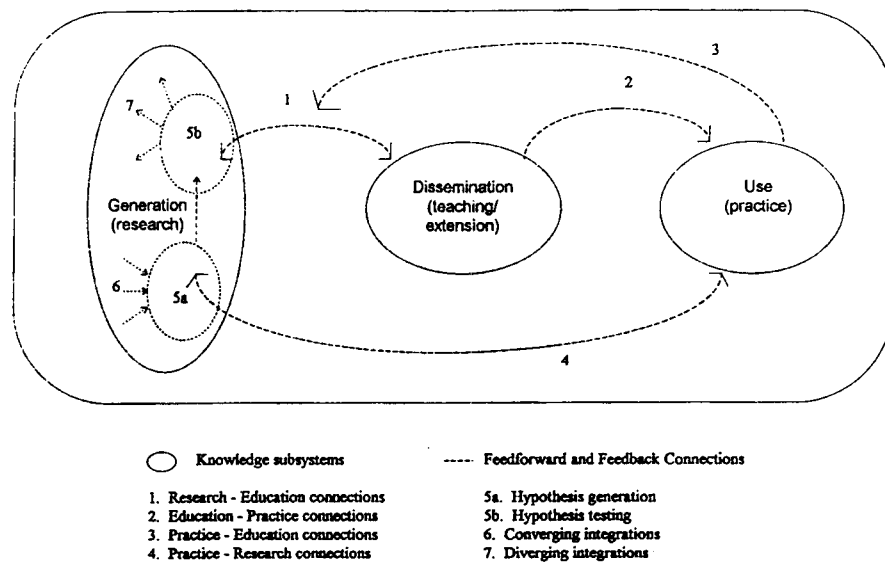 3
2
1
7
5b
Generation
(research)
Dissemination
(teaching/
extension)
Use
(practice)
6
5a
4
Knowledge subsystems
Feedforward and Feedback Connections
1. Research - Education connections
2. Education - Practice connections
3. Practice - Education connections
4. Practice - Research connections
5a. Hypothesis generation
5b. Hypothesis testing
6. Converging integrations
7. Diverging integrations